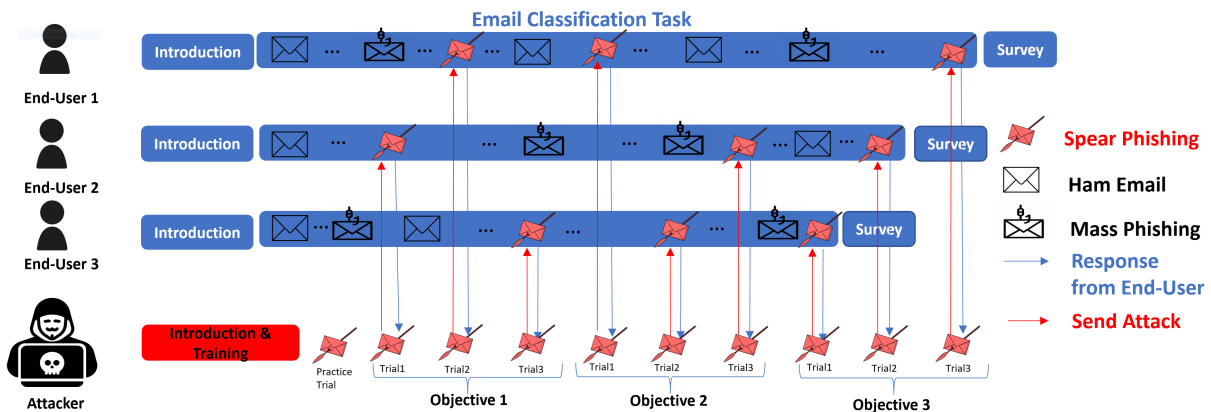 Email Classification Task
Introduction
...
...
...
...
...
...
Survey
End-User 1
Introduction
...
...
...
...
...
Survey
End-User 2
Introduction
...
...
...
...
Survey
End-User 3
Spear Phishing
Ham Email
Mass Phishing
Response
from End-User
Send Attack
Introduction &
Training
Attacker
Practice
Trial
Trial1
Trial2
Trial3
Trial1
Trial2
Trial3
Trial1
Trial2
Trial3
Objective 1
Objective 2
Objective 3